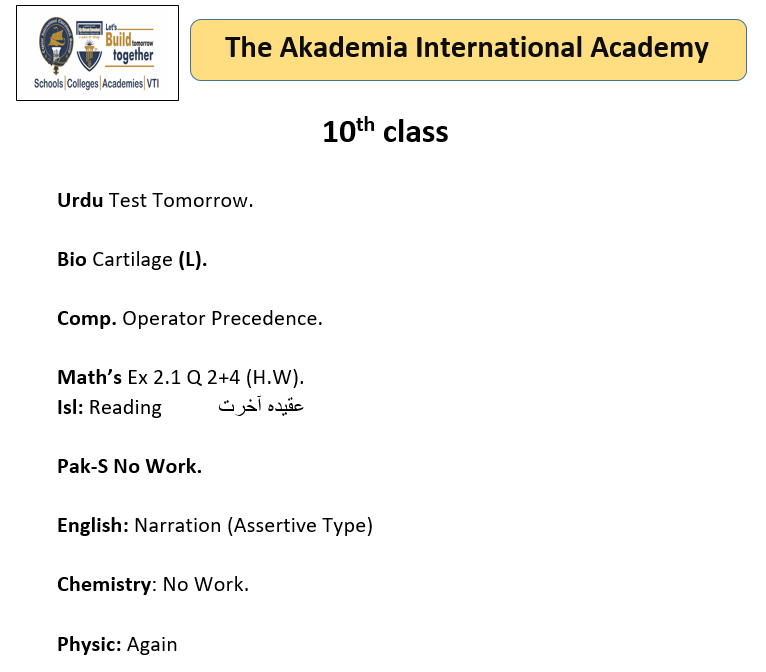 Let's
Build tomorrow
together
Schools|Colleges|Academies|VTI
The Akademia International Academy
10th class
Urdu Test Tomorrow.
Bio Cartilage (L).
Comp. Operator Precedence.
Math’s Ex 2.1 Q 2+4 (H.W).
Isl: Reading عقیدہ آخرت
Pak-S No Work.
English: Narration (Assertive Type)
Chemistry: No Work.
Physic: Again